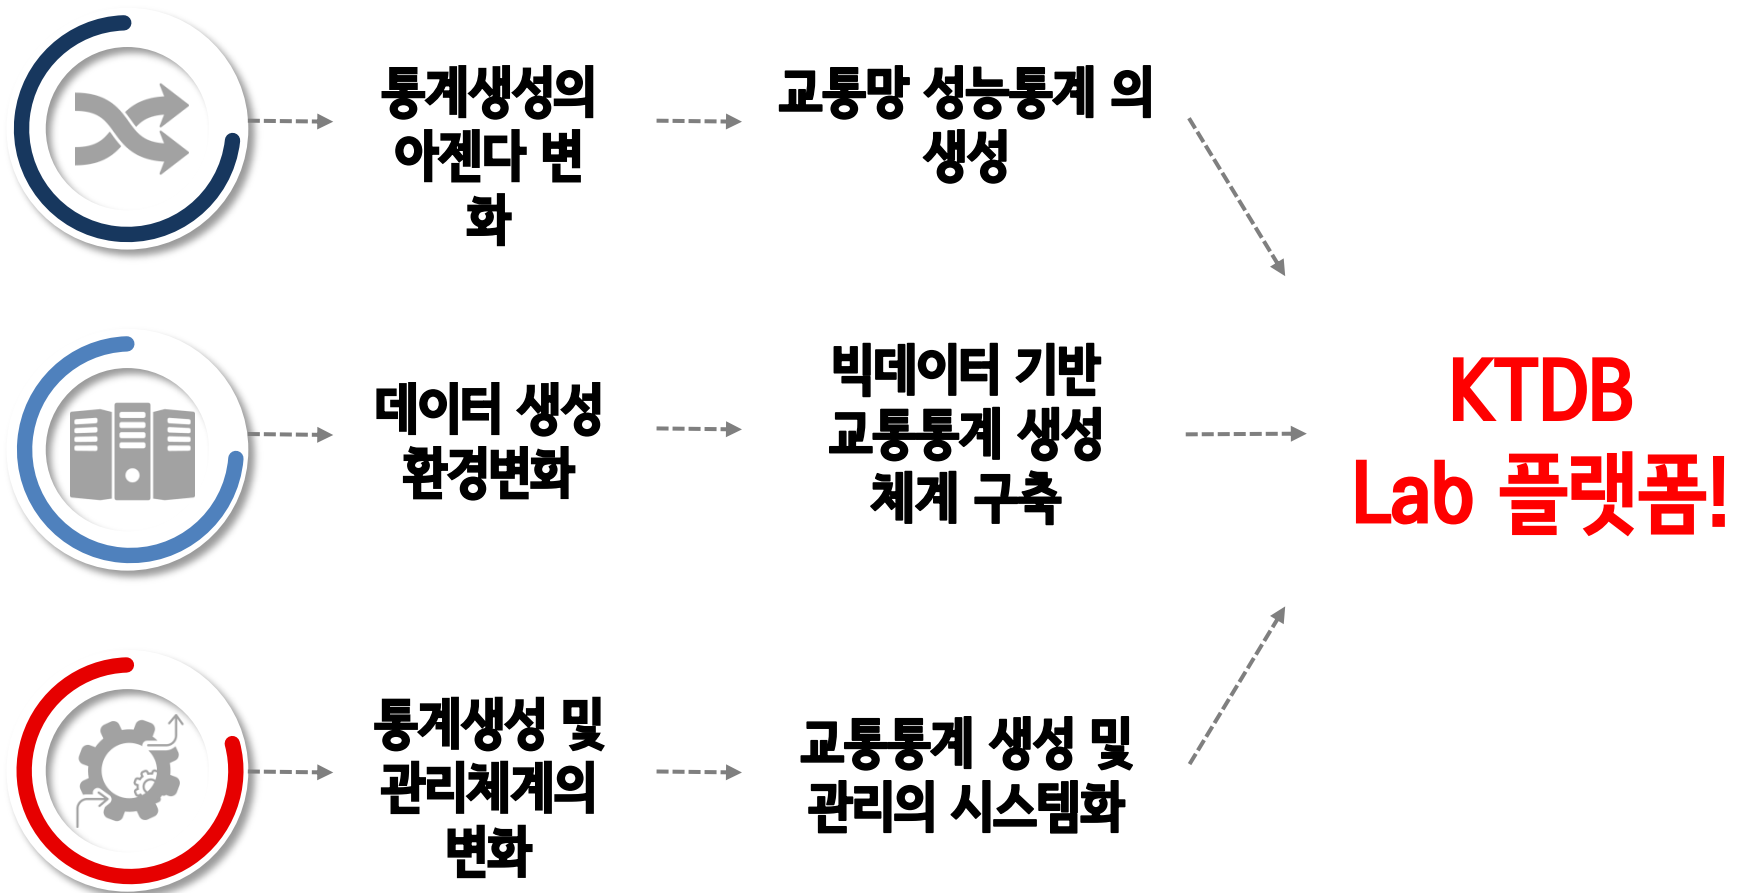 통계생성의
아젠다 변
화
교통망 성능통계 의
생성
데이터 생성
환경변화
빅데이터 기반
교통통계 생성
체계 구축
통계생성 및
관리체계의
변화
교통통계 생성 및
관리의 시스템화
KTDB
Lab 플랫폼!